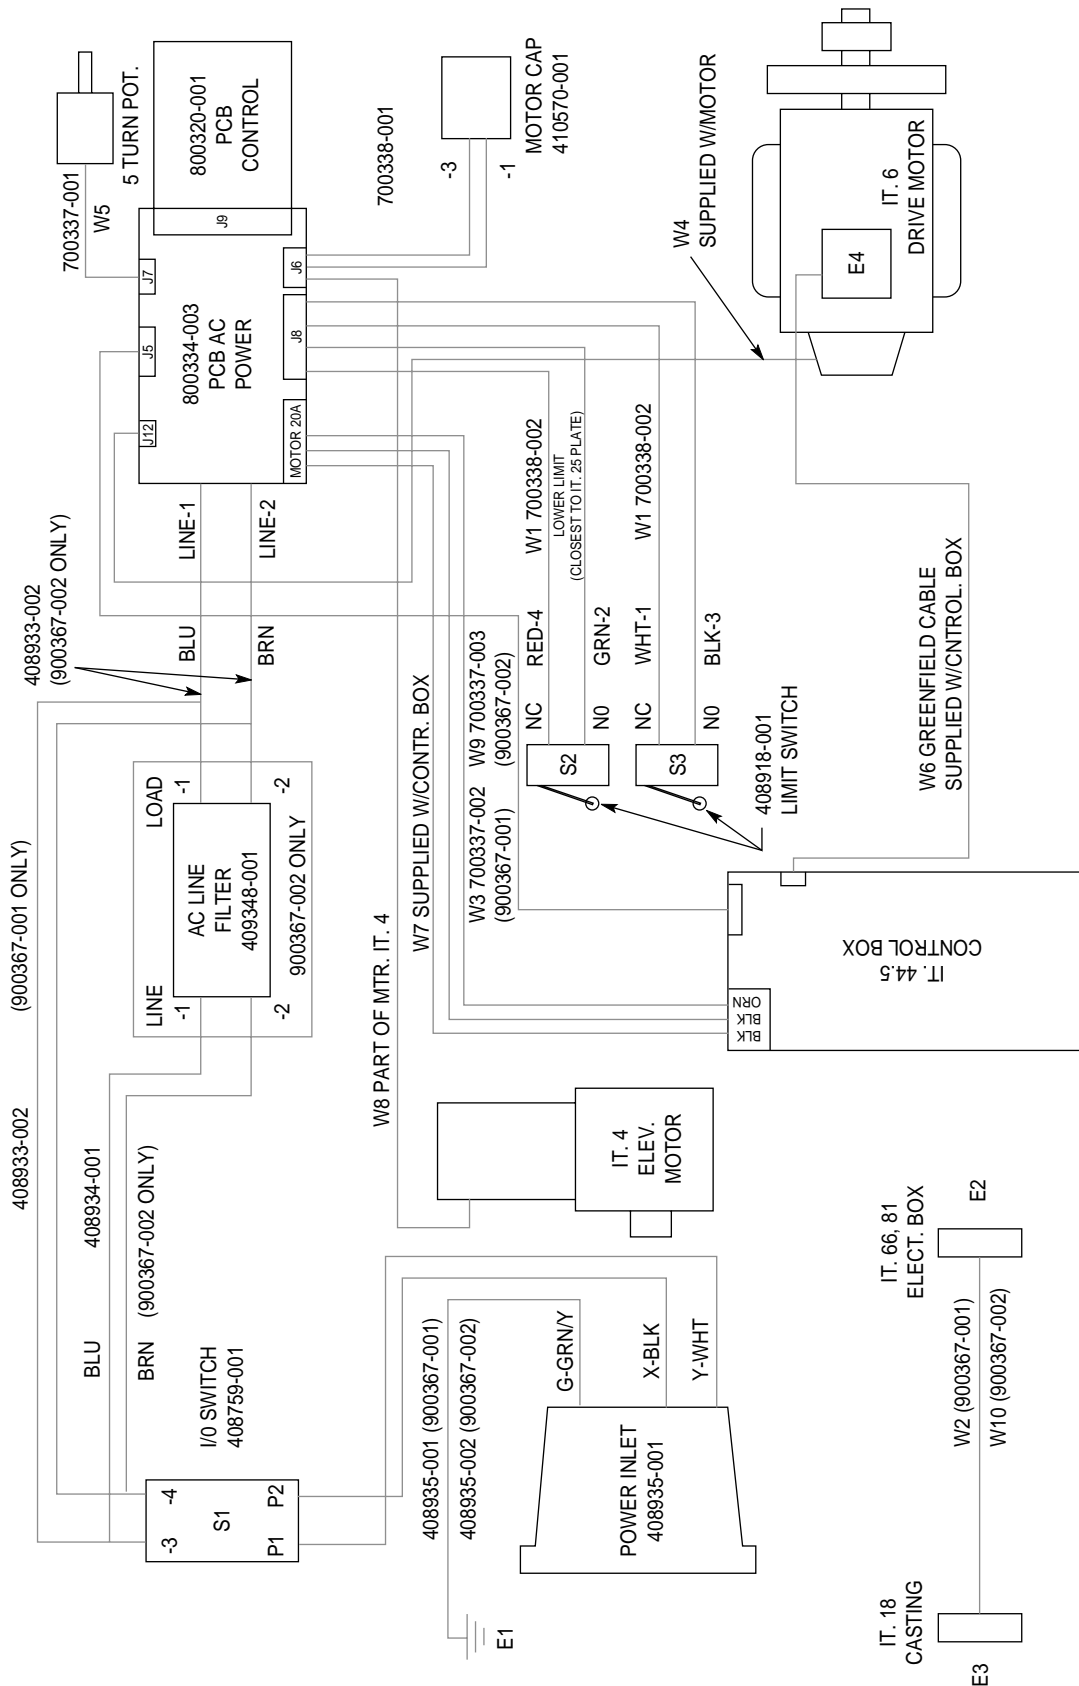 408933-002
(900367-001 ONLY)
408933-002
(900367-002 ONLY)
700337-001
W5
5 TURN POT.
BLU
408934-001
BRN
(900367-002 ONLY)
LINE
-1
-2
AC LINE
FILTER
409348-001
900367-002 ONLY
LOAD
-1
-2
BLU
BRN
LINE-1
LINE-2
J12
J5
J7
800334-003
PCB AC
POWER
MOTOR 20A
J8
J6
J9
800320-001
PCB
CONTROL
I/0 SWITCH
408759-001
-3
-4
S1
P1
P2
W8 PART OF MTR. IT. 4
W7 SUPPLIED W/CONTR. BOX
W3 700337-002
(900367-001)
W9 700337-003
(900367-002)
700338-001
-3
-1
MOTOR CAP
410570-001
408935-001 (900367-001)
408935-002 (900367-002)
E1
G-GRN/Y
X-BLK
Y-WHT
POWER INLET
408935-001
IT. 4
ELEV.
MOTOR
NC
RED-4
W1 700338-002
LOWER LIMIT
(CLOSEST TO IT. 25 PLATE)
S2
N0
GRN-2
NC
WHT-1
W1 700338-002
S3
N0
BLK-3
408918-001
LIMIT SWITCH
W4
SUPPLIED W/MOTOR
BLK
BLK
ORN
IT. 44.5
CONTROL BOX
W6 GREENFIELD CABLE
SUPPLIED W/CNTROL. BOX
E4
IT. 6
DRIVE MOTOR
IT. 18
CASTING
E3
W2 (900367-001)
W10 (900367-002)
IT. 66, 81
ELECT. BOX
E2